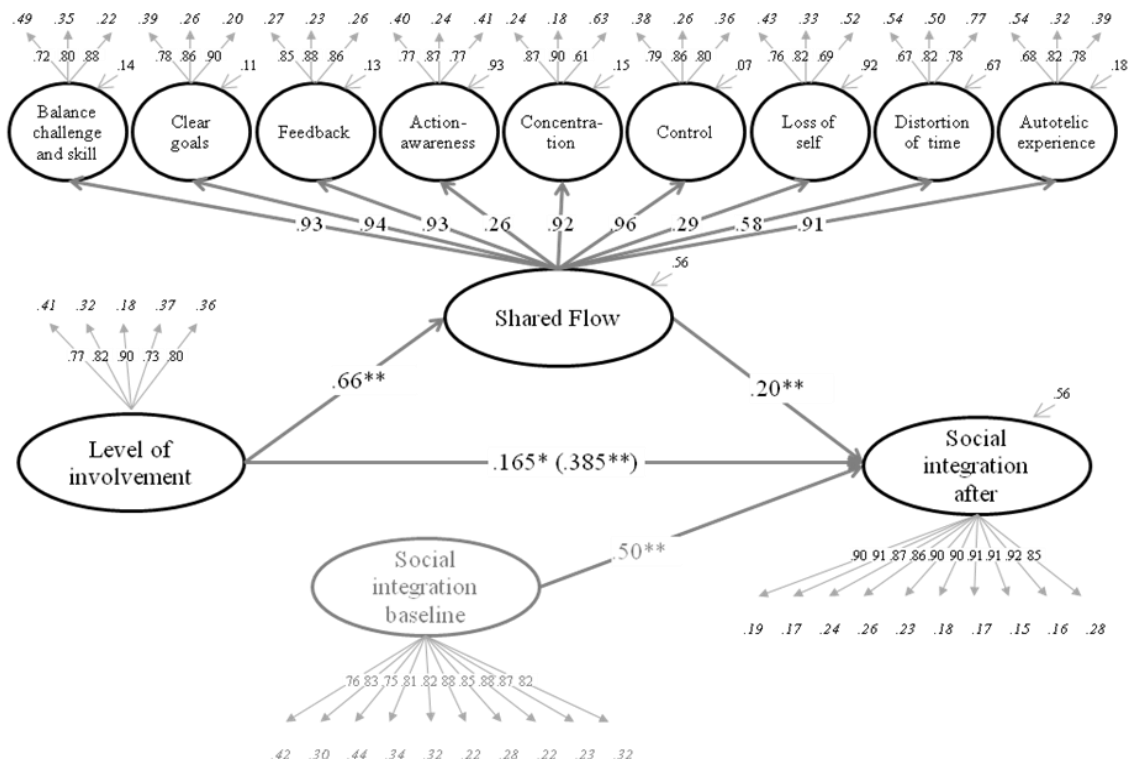 .49 .35 .22 .39 .26 .20 .27 .23 .26 .40 .24 .41 .24 .18 .63 .38 .26 .36 .43 .33 .52 .54 .50 .77 .54 .32 .39
.72 .80 .88 .78 .86 .90 .85 .88 .86 .77 .87 .77 .87 .90 .61 .79 .86 .80 .76 .82 .69 .67 .82 .78 .68 .82 .78
.14 .11 .13 .93 .15 .07 .92 .67 .18
Balance
challenge
and skill
Clear
goals
Feedback
Action-
awareness
Concentra-
tion
Control
Loss of
self
Distortion
of time
Autotelic
experience
.93 .94 .93 .26 .92 .96 .29 .58 .91
.56
Shared Flow
.41 .32 .18 .37 .36
.77 .82 .90 .73 .80
.66**
.20**
.56
Level of
involvement
.165* (.385**)
Social
integration
after
.50**
.90 .91 .87 .86 .90 .90 .91 .91 .92 .85
.19 .17 .24 .26 .23 .18 .17 .15 .16 .28
Social
integration
baseline
.76 .83 .75 .81 .82 .88 .85 .88 .87 .82
.42 .30 .44 .34 .32 .22 .28 .22 .23 .32